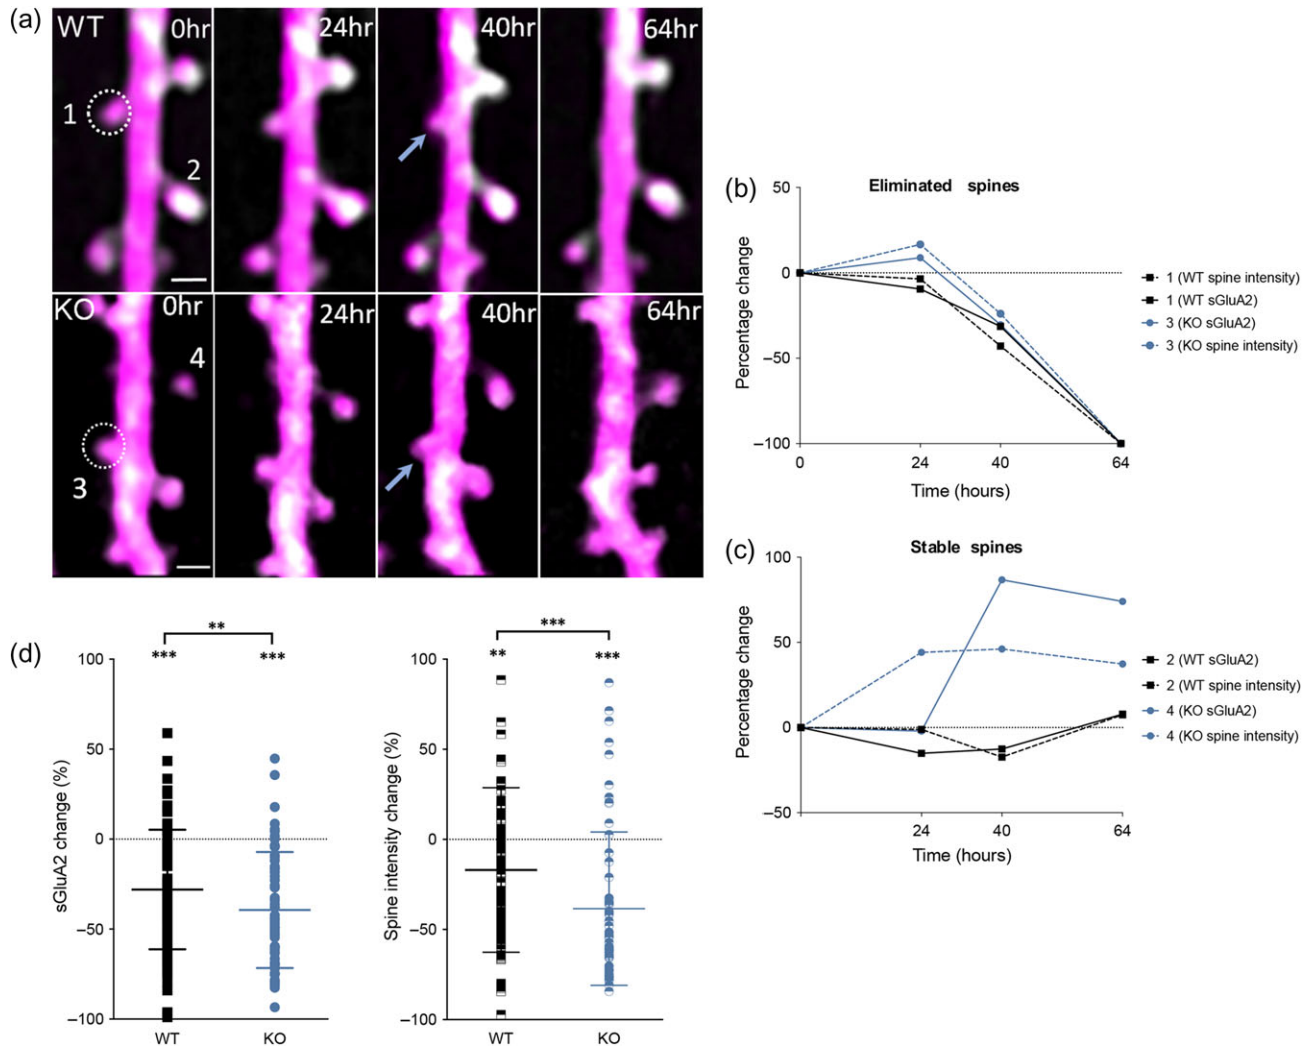 (a)
WT 0hr 24hr 40hr 64hr
1
2
KO 0hr 24hr 40hr 64hr
4
3
(b)
Eliminated spines
Percentage change
50
0
–50
–100
0 24 40 64
Time (hours)
1 (WT spine intensity)
1 (WT sGluA2)
3 (KO sGluA2)
3 (KO spine intensity)
(c)
Stable spines
Percentage change
100
50
0
–50
24 40 64
Time (hours)
2 (WT sGluA2)
2 (WT spine intensity)
4 (KO sGluA2)
4 (KO spine intensity)
(d)
**
*** ***
sGluA2 change (%)
100
50
0
–50
–100
WT KO
***
** ***
Spine intensity change (%)
100
50
0
–50
–100
WT KO